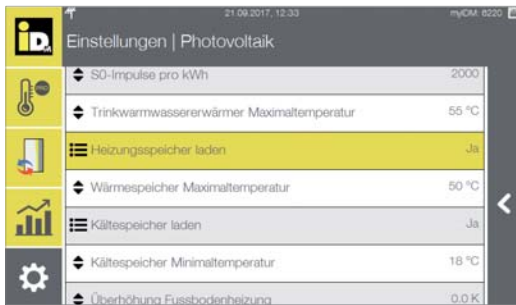 21.09.2017, 12:33
myIDM: 8220
iD
Einstellungen | Photovoltaik
S0-Impulse pro kWh 2000
PRO
Trinkwarmwassererwärmer Maximaltemperatur 55 °C
Heizungsspeicher laden Ja
Wärmespeicher Maximaltemperatur 50 °C
Kältespeicher laden Ja
Kältespeicher Minimaltemperatur 18 °C
Überhöhung Fussbodenheizung 0.0 K